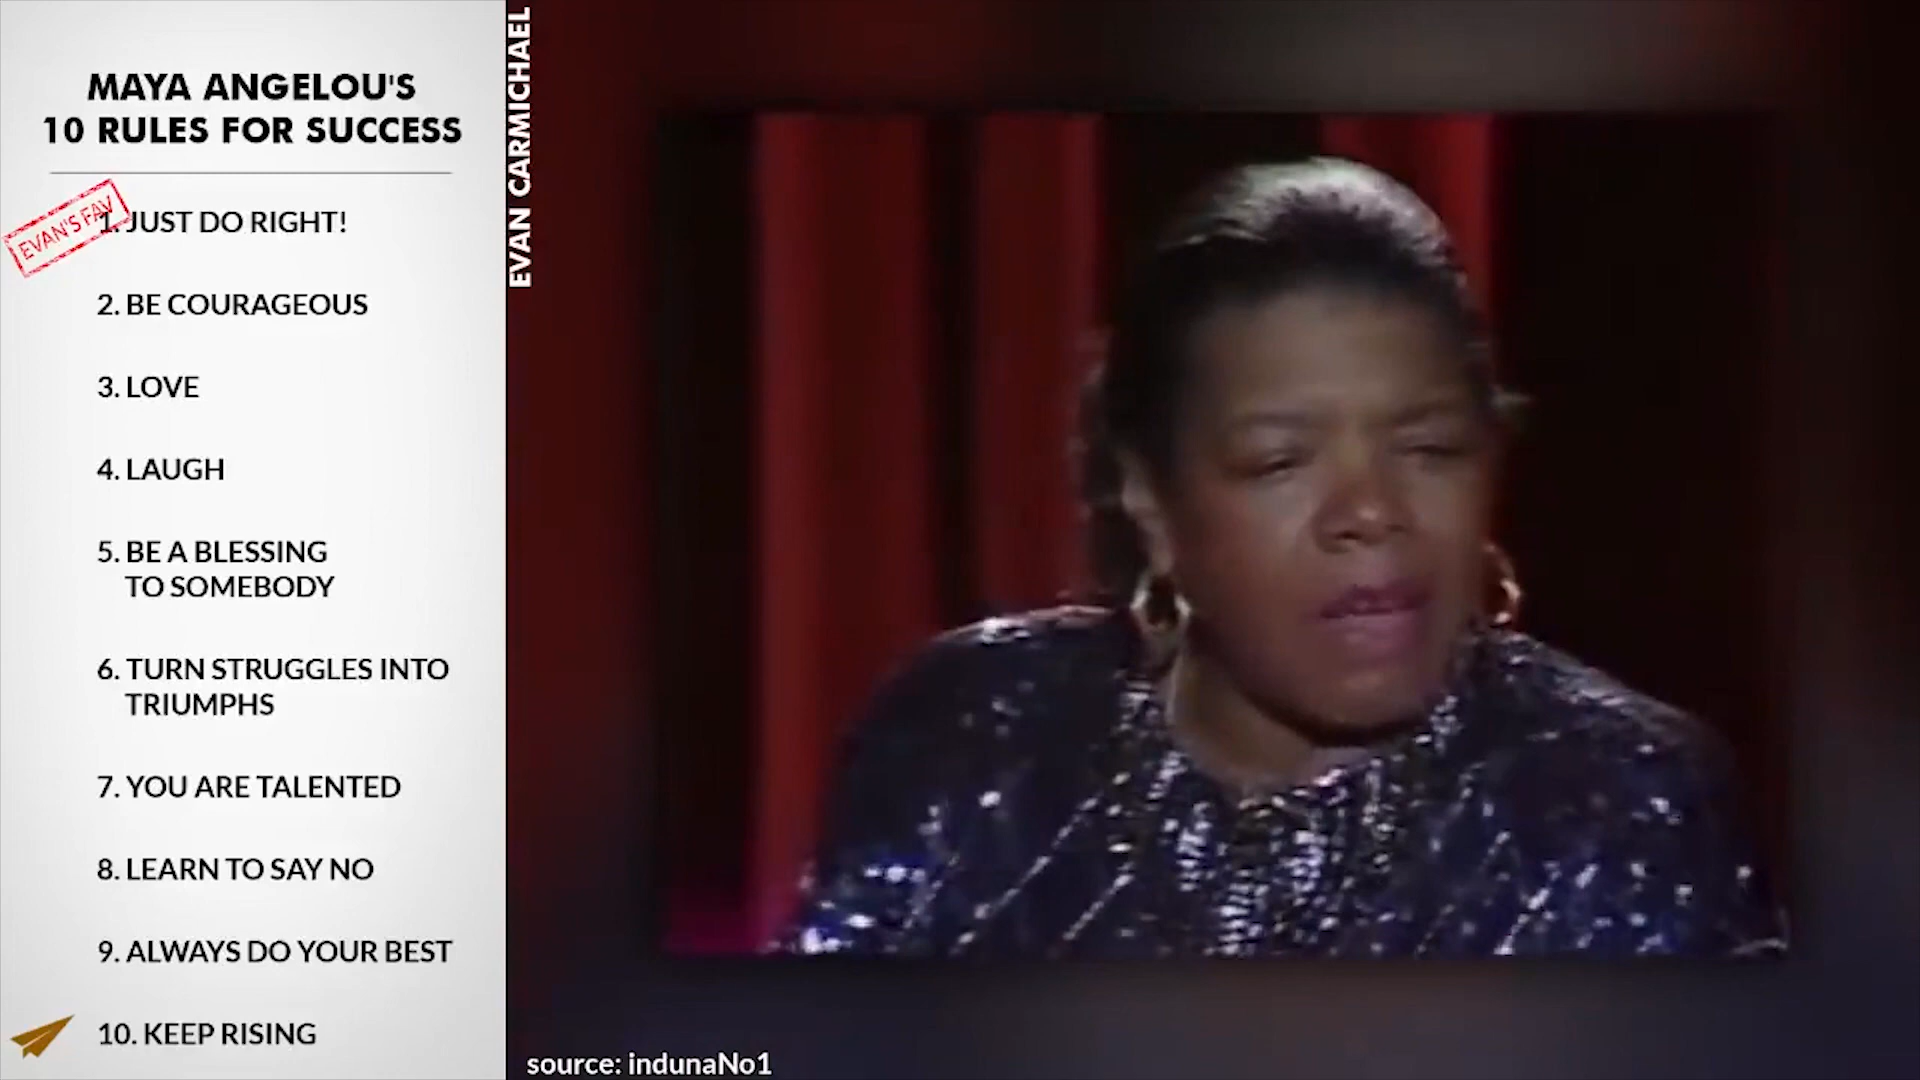 MAYA ANGELOU'S
10 RULES FOR SUCCESS
EVAN'S FAV
1. JUST DO RIGHT!
2. BE COURAGEOUS
3. LOVE
4. LAUGH
5. BE A BLESSING
TO SOMEBODY
6. TURN STRUGGLES INTO
TRIUMPHS
7. YOU ARE TALENTED
8. LEARN TO SAY NO
9. ALWAYS DO YOUR BEST
10. KEEP RISING
EVAN CARMICHAEL
source: indunaNo1